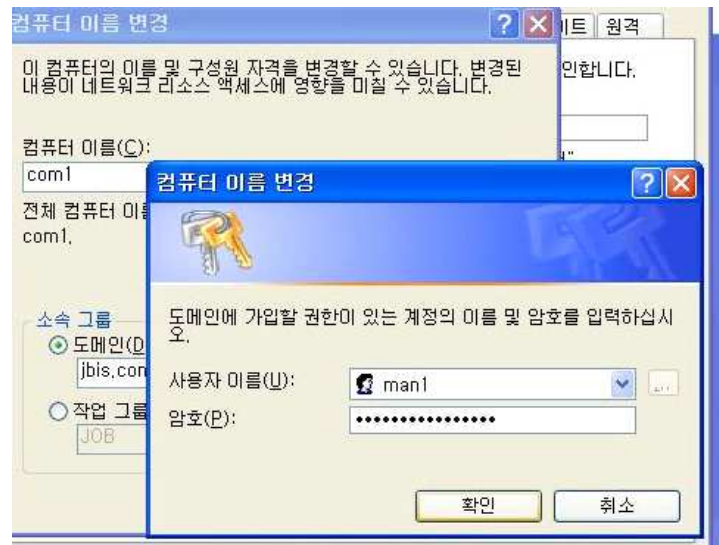 컴퓨터 이름 변경
이트 원격
이 컴퓨터의 이름 및 구성원 자격을 변경할 수 있습니다. 변경된
내용이 네트워크 리소스 액세스에 영향을 미칠 수 있습니다.
인합니다.
컴퓨터 이름(C):
com1
전체 컴퓨터 이름
com1.
소속 그룹
도메인(D
jbis.com
작업 그룹
JOB
컴퓨터 이름 변경
도메인에 가입할 권한이 있는 계정의 이름 및 암호를 입력하십시
오.
사용자 이름(U):
man1
암호(P):
••••••••••••••••
확인 취소